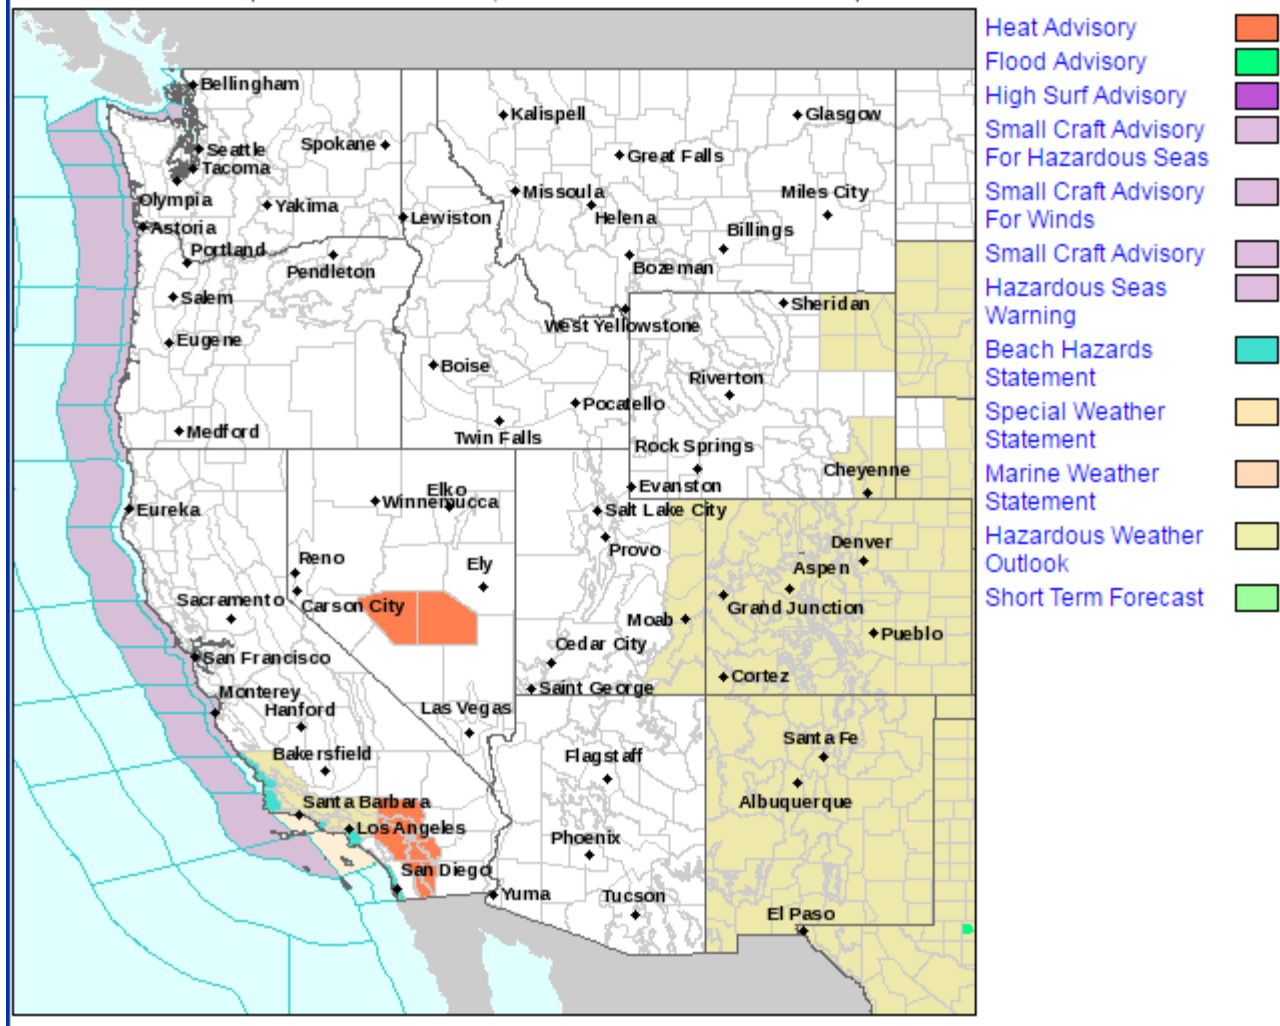 Bellingham
Kalispell
Glasgow
Seattle
Spokane
Great Falls
Tacoma
Missoula
Miles City
Olympia
Yakima
Lewiston
Helena
Astoria
Billings
Portland
Pendleton
Bozeman
Salem
Sheridan
West Yellowstone
Eugene
Boise
Riverton
Pocatello
Medford
Twin Falls
Rock Springs
Cheyenne
Evanston
Elko
Winnemucca
Eureka
Salt Lake City
Provo
Denver
Reno
Ely
Aspen
Sacramento
Carson City
Grand Junction
Moab
Pueblo
Cedar City
San Francisco
Cortez
Saint George
Monterey
Hanford
Las Vegas
Santa Fe
Bakersfield
Flagstaff
Santa Barbara
Albuquerque
Los Angeles
Phoenix
San Diego
Yuma
Tucson
El Paso
Heat Advisory
Flood Advisory
High Surf Advisory
Small Craft Advisory
For Hazardous Seas
Small Craft Advisory
For Winds
Small Craft Advisory
Hazardous Seas
Warning
Beach Hazards
Statement
Special Weather
Statement
Marine Weather
Statement
Hazardous Weather
Outlook
Short Term Forecast